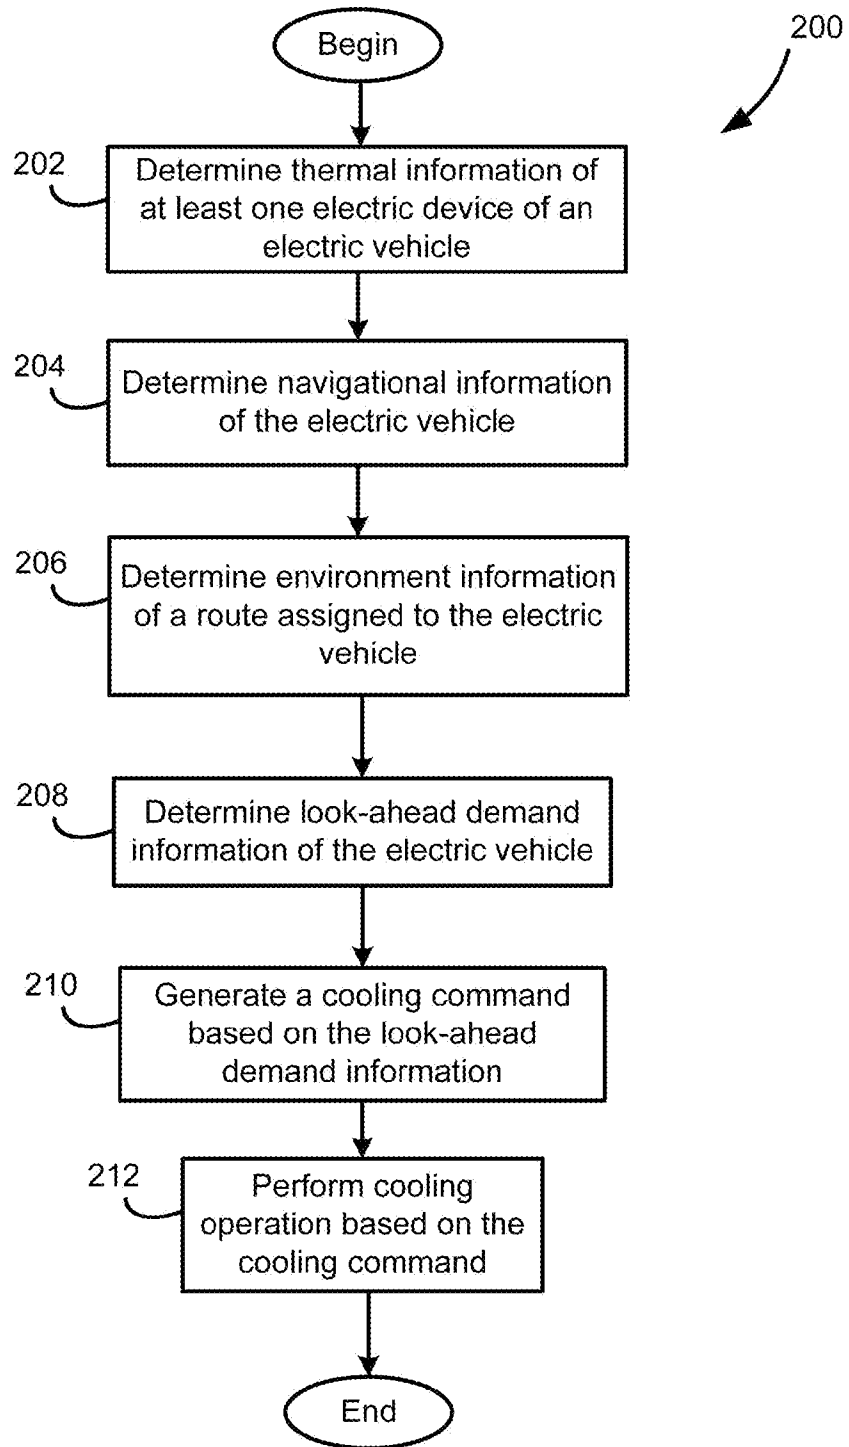 Begin
200
202
Determine thermal information of
at least one electric device of an
electric vehicle
204
Determine navigational information
of the electric vehicle
206
Determine environment information
of a route assigned to the electric
vehicle
208
Determine look-ahead demand
information of the electric vehicle
210
Generate a cooling command
based on the look-ahead
demand information
212
Perform cooling
operation based on the
cooling command
End